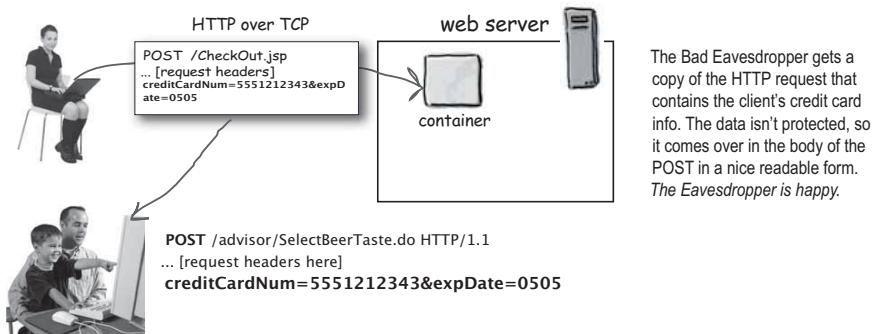 HTTP over TCP
POST /CheckOut.jsp
... [request headers]
creditCardNum=5551212343&expD
ate=0505
web server
container
The Bad Eavesdropper gets a
copy of the HTTP request that
contains the client's credit card
info. The data isn't protected, so
it comes over in the body of the
POST in a nice readable form.
The Eavesdropper is happy.
POST /advisor/SelectBeerTaste.do HTTP/1.1
... [request headers here]
creditCardNum=5551212343&expDate=0505